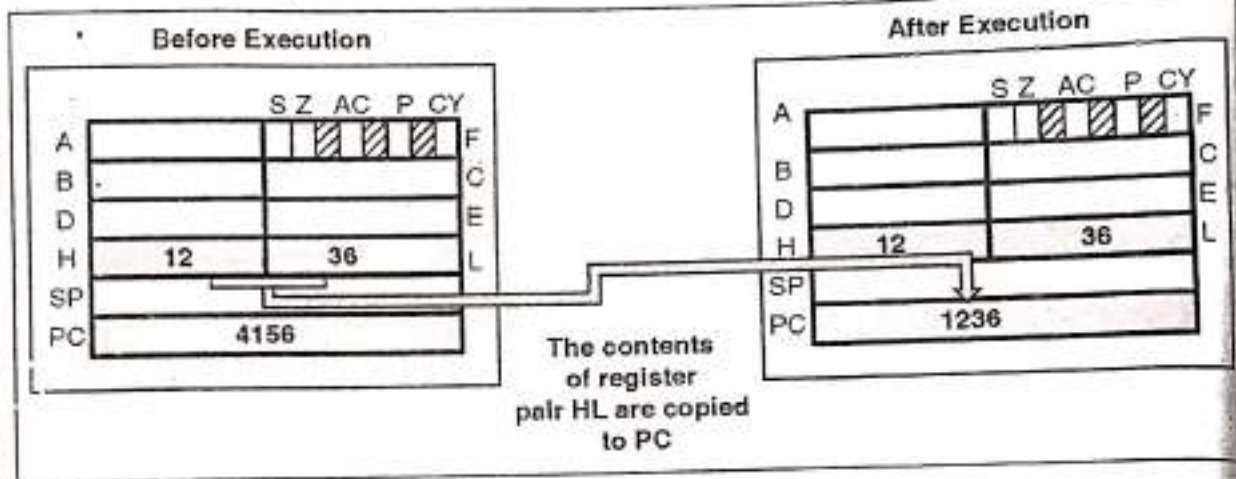 Before Execution
S Z AC P CY
A F
B C
D E
H 12 36 L
SP
PC 4156
The contents
of register
pair HL are copied
to PC
After Execution
S Z AC P CY
A F
B C
D E
H 12 36 L
SP
PC 1236